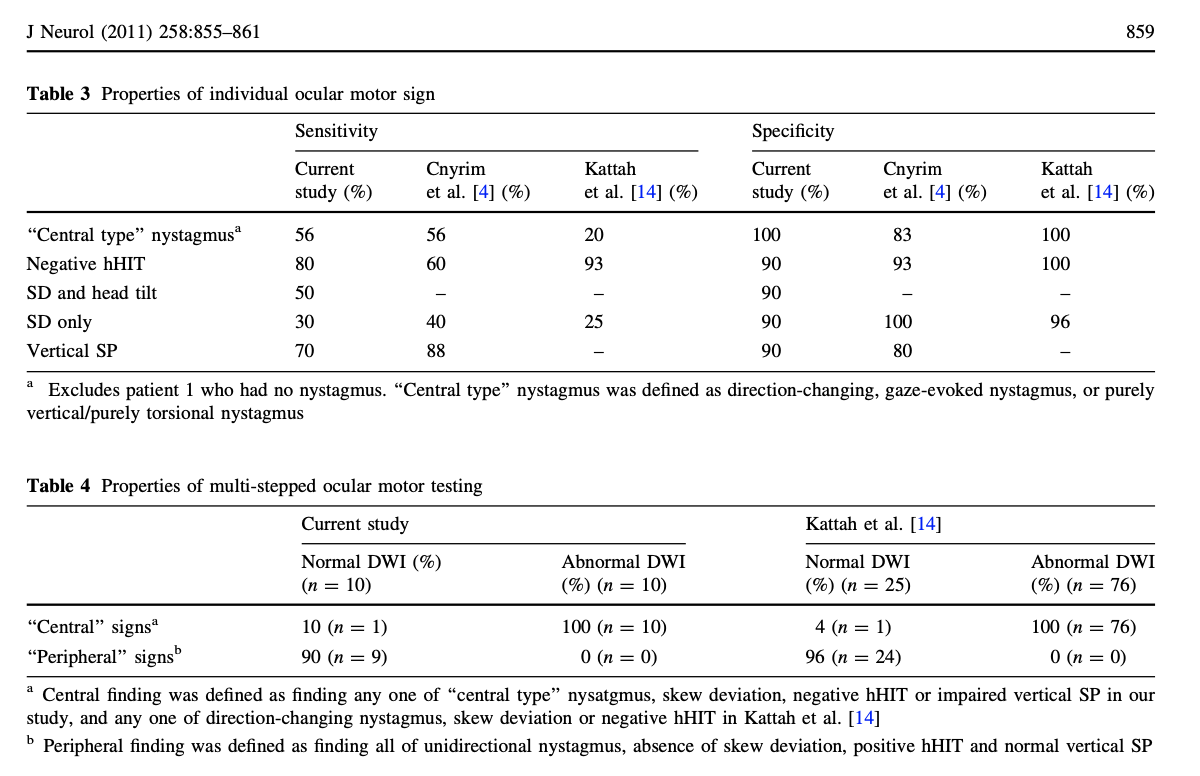 J Neurol (2011) 258:855–861 859
Table 3 Properties of individual ocular motor sign
Sensitivity Specificity
Current Cnyrim Kattah Current Cnyrim Kattah
study (%) et al. [4] (%) et al. [14] (%) study (%) et al. [4] (%) et al. [14] (%)
“Central type” nystagmusᵃ 56 56 20 100 83 100
Negative hHIT 80 60 93 90 93 100
SD and head tilt 50 – – 90 – –
SD only 30 40 25 90 100 96
Vertical SP 70 88 – 90 80 –
ᵃ Excludes patient 1 who had no nystagmus. “Central type” nystagmus was defined as direction-changing, gaze-evoked nystagmus, or purely
vertical/purely torsional nystagmus
Table 4 Properties of multi-stepped ocular motor testing
Current study Kattah et al. [14]
Normal DWI (%) Abnormal DWI Normal DWI Abnormal DWI
(n = 10) (%) (n = 10) (%) (n = 25) (%) (n = 76)
“Central” signsᵃ 10 (n = 1) 100 (n = 10) 4 (n = 1) 100 (n = 76)
“Peripheral” signsᵇ 90 (n = 9) 0 (n = 0) 96 (n = 24) 0 (n = 0)
ᵃ Central finding was defined as finding any one of “central type” nysatgmus, skew deviation, negative hHIT or impaired vertical SP in our
study, and any one of direction-changing nystagmus, skew deviation or negative hHIT in Kattah et al. [14]
ᵇ Peripheral finding was defined as finding all of unidirectional nystagmus, absence of skew deviation, positive hHIT and normal vertical SP